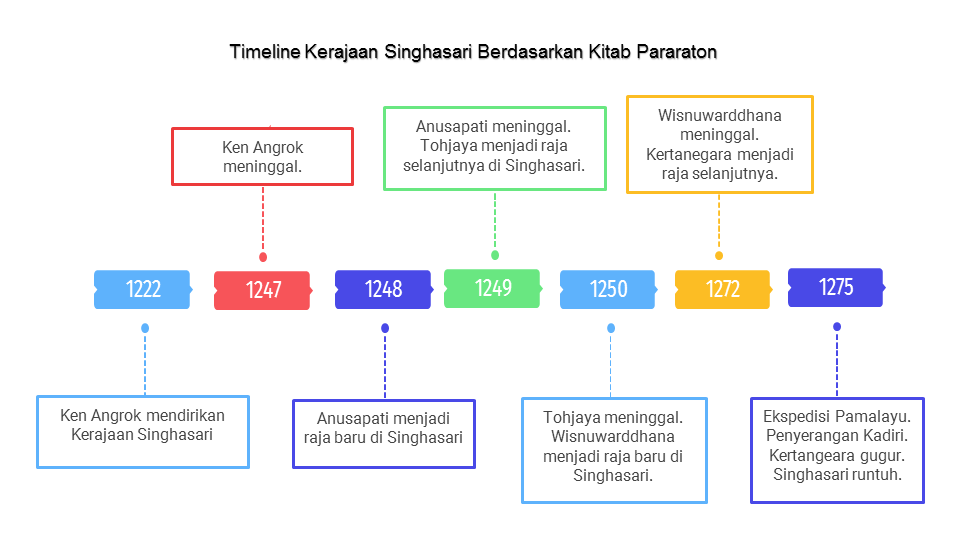 Timeline Kerajaan Singhasari Berdasarkan Kitab Pararaton
Ken Angrok
meninggal.
Anusapati meninggal.
Tohjaya menjadi raja
selanjutnya di Singhasari.
Wisnuwarddhana
meninggal.
Kertanegara menjadi
raja selanjutnya.
1222
1247
1248
1249
1250
1272
1275
Ken Angrok mendirikan
Kerajaan Singhasari
Anusapati menjadi
raja baru di Singhasari
Tohjaya meninggal.
Wisnuwarddhana
menjadi raja baru di
Singhasari.
Ekspedisi Pamalayu.
Penyerangan Kadiri.
Kertangeara gugur.
Singhasari runtuh.